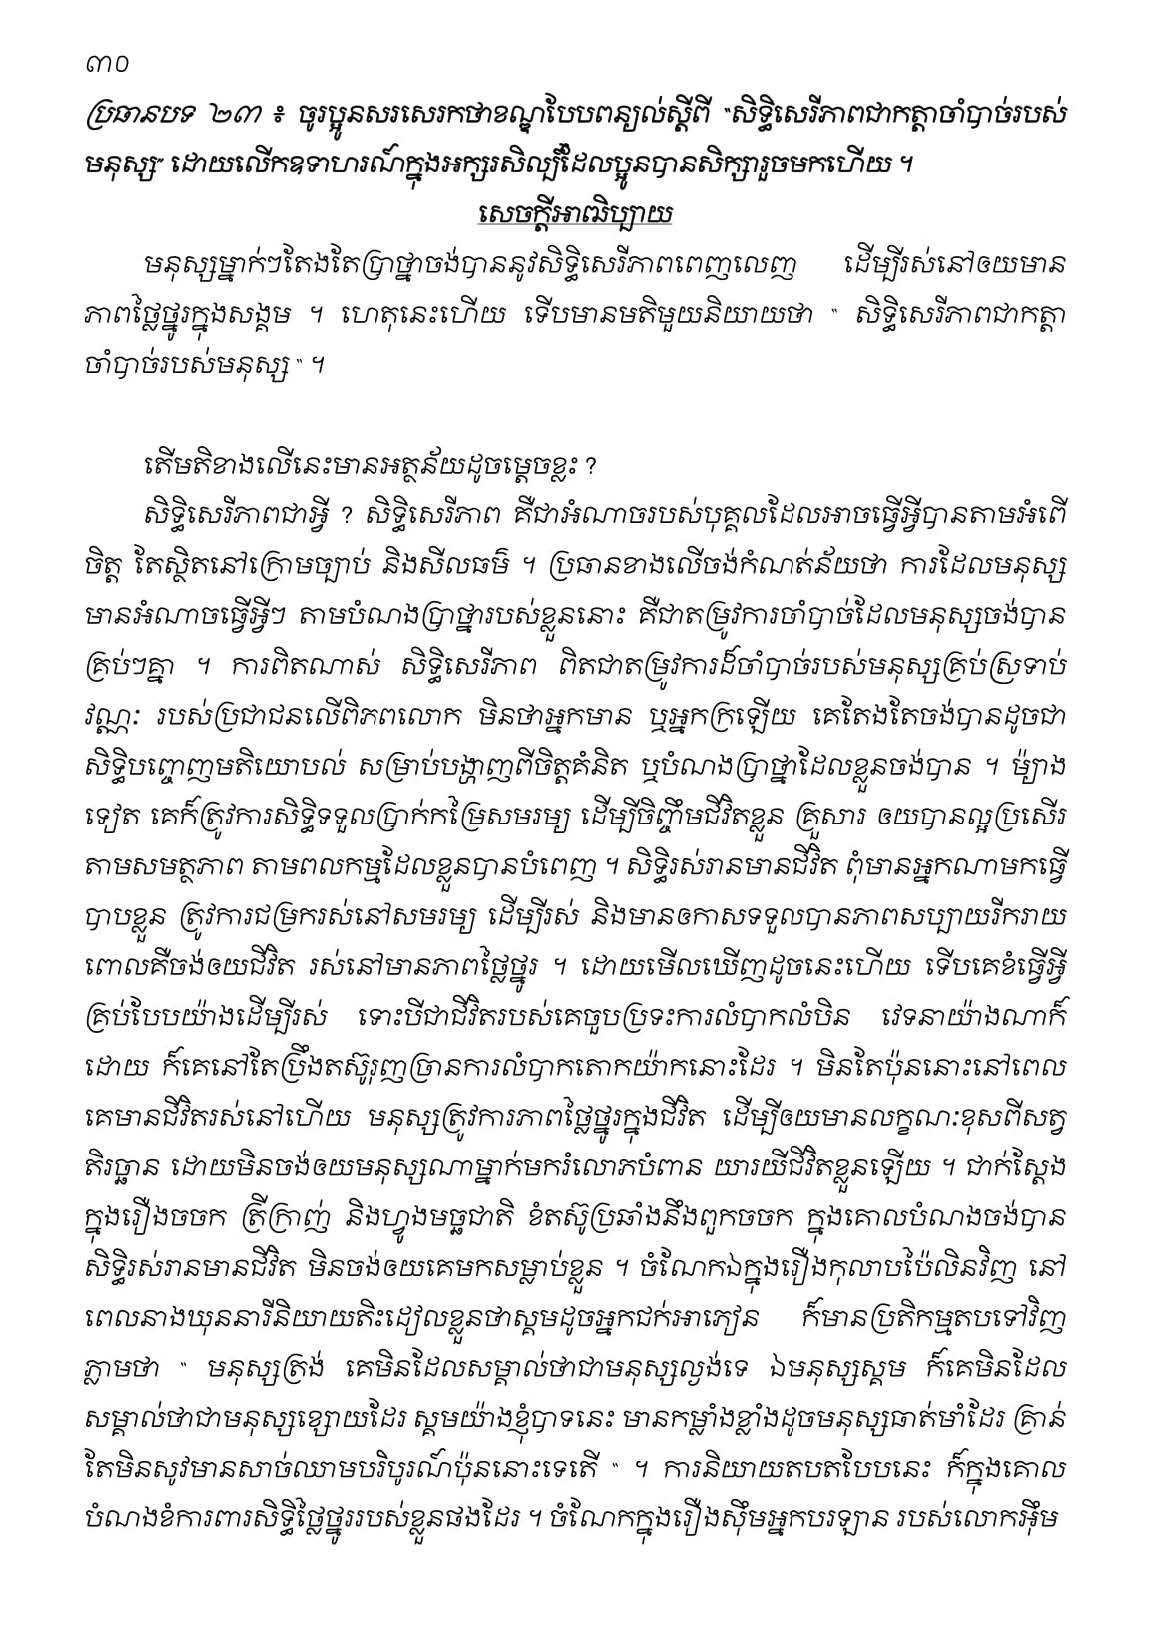 ៣០
ប្រធានបទ ២៣ ៖ ចូរប្អូនសរសេរកថាខណ្ឌបែបពន្យល់ស្ដីពី “សិទ្ធិសេរីភាពជាកត្តាចាំបាច់របស់
មនុស្ស” ដោយលើកឧទាហរណ៍ក្នុងអក្សរសិល្ប៍ដែលប្អូនបានសិក្សារួចមកហើយ ។
សេចក្ដីអាឍិប្បាយ
មនុស្សម្នាក់ៗតែងតែប្រាថ្នាចង់បាននូវសិទ្ធិសេរីភាពពេញលេញ ដើម្បីរស់នៅឲយមាន
ភាពថ្លៃថ្នូរក្នុងសង្គម ។ ហេតុនេះហើយ ទើបមានមតិមួយនិយាយថា “ សិទ្ធិសេរីភាពជាកត្តា
ចាំបាច់របស់មនុស្ស “ ។
តើមតិខាងលើនេះមានអត្ថន័យដូចម្ដេចខ្លះ ?
សិទ្ធិសេរីភាពជាអ្វី ? សិទ្ធិសេរីភាព គឺជាអំណាចរបស់បុគ្គលដែលអាចធ្វើអ្វីបានតាមអំពើ
ចិត្ត តែស្ថិតនៅក្រោមច្បាប់ និងសីលធម៌ ។ ប្រធានខាងលើចង់កំណត់ន័យថា ការដែលមនុស្ស
មានអំណាចធ្វើអ្វីៗ តាមបំណងប្រាថ្នារបស់ខ្លួននោះ គឺជាតម្រូវការចាំបាច់ដែលមនុស្សចង់បាន
គ្រប់ៗគ្នា ។ ការពិតណាស់ សិទ្ធិសេរីភាព ពិតជាតម្រូវការដ៏ចាំបាច់របស់មនុស្សគ្រប់ស្រទាប់
វណ្ណៈ របស់ប្រជាជនលើពិភពលោក មិនថាអ្នកមាន ឬអ្នកក្រឡើយ គេតែងតែចង់បានដូចជា
សិទ្ធិបញ្ចេញមតិយោបល់ សម្រាប់បង្ហាញពីចិត្តគំនិត ឬបំណងប្រាថ្នាដែលខ្លួនចង់បាន ។ ម៉្យាង
ទៀត គេក៏ត្រូវការសិទ្ធិទទួលប្រាក់កម្រៃសមរម្យ ដើម្បីចិញ្ចឹមជីវិតខ្លួន គ្រួសារ ឲយបានល្អប្រសើរ
តាមសមត្ថភាព តាមពលកម្មដែលខ្លួនបានបំពេញ ។ សិទ្ធិរស់រានមានជីវិត ពុំមានអ្នកណាមកធ្វើ
បាបខ្លួន ត្រូវការជម្រករស់នៅសមរម្យ ដើម្បីរស់ និងមានឲកាសទទួលបានភាពសប្បាយរីករាយ
ពោលគឺចង់ឲយជីវិត រស់នៅមានភាពថ្លៃថ្នូរ ។ ដោយមើលឃើញដូចនេះហើយ ទើបគេខំធ្វើអ្វី
គ្រប់បែបយ៉ាងដើម្បីរស់ ទោះបីជាជីវិតរបស់គេចួបប្រទះការលំបាកលំបិន វេទនាយ៉ាងណាក៏
ដោយ ក៏គេនៅតែប្រឹងតស៊ូរុញច្រានការលំបាកតោកយ៉ាកនោះដែរ ។ មិនតែប៉ុននោះនៅពេល
គេមានជីវិតរស់នៅហើយ មនុស្សត្រូវការភាពថ្លៃថ្នូរក្នុងជីវិត ដើម្បីឲយមានលក្ខណៈខុសពីសត្វ
តិរច្ឆាន ដោយមិនចង់ឲយមនុស្សណាម្នាក់មករំលោភបំពាន យារយីជីវិតខ្លួនឡើយ ។ ជាក់ស្ដែង
ក្នុងរឿងចចក ត្រីក្រាញ់ និងហ្វូងមច្ឆជាតិ ខំតស៊ូប្រឆាំងនឹងពួកចចក ក្នុងគោលបំណងចង់បាន
សិទ្ធិរស់រានមានជីវិត មិនចង់ឲយគេមកសម្លាប់ខ្លួន ។ ចំណែកឯក្នុងរឿងកុលាបប៉ៃលិនវិញ នៅ
ពេលនាងឃុននារីនិយាយតិះដៀលខ្លួនថាស្គមដូចអ្នកជក់អាភៀន ក៏មានប្រតិកម្មតបទៅវិញ
ភ្លាមថា “ មនុស្សត្រង់ គេមិនដែលសម្គាល់ថាជាមនុស្សល្ងង់ទេ ឯមនុស្សស្គម ក៏គេមិនដែល
សម្គាល់ថាជាមនុស្សខ្សោយដែរ ស្គមយ៉ាងខ្ញុំបាទនេះ មានកម្លាំងខ្លាំងដូចមនុស្សធាត់មាំដែរ គ្រាន់
តែមិនសូវមានសាច់ឈាមបរិបូរណ៍ប៉ុននោះទេតើ “ ។ ការនិយាយតបតបែបនេះ ក៏ក្នុងគោល
បំណងខំការពារសិទ្ធិថ្លៃថ្នូររបស់ខ្លួនផងដែរ ។ ចំណែកក្នុងរឿងស៊ឹមអ្នកបរឡាន របស់លោកអ៊ឹម